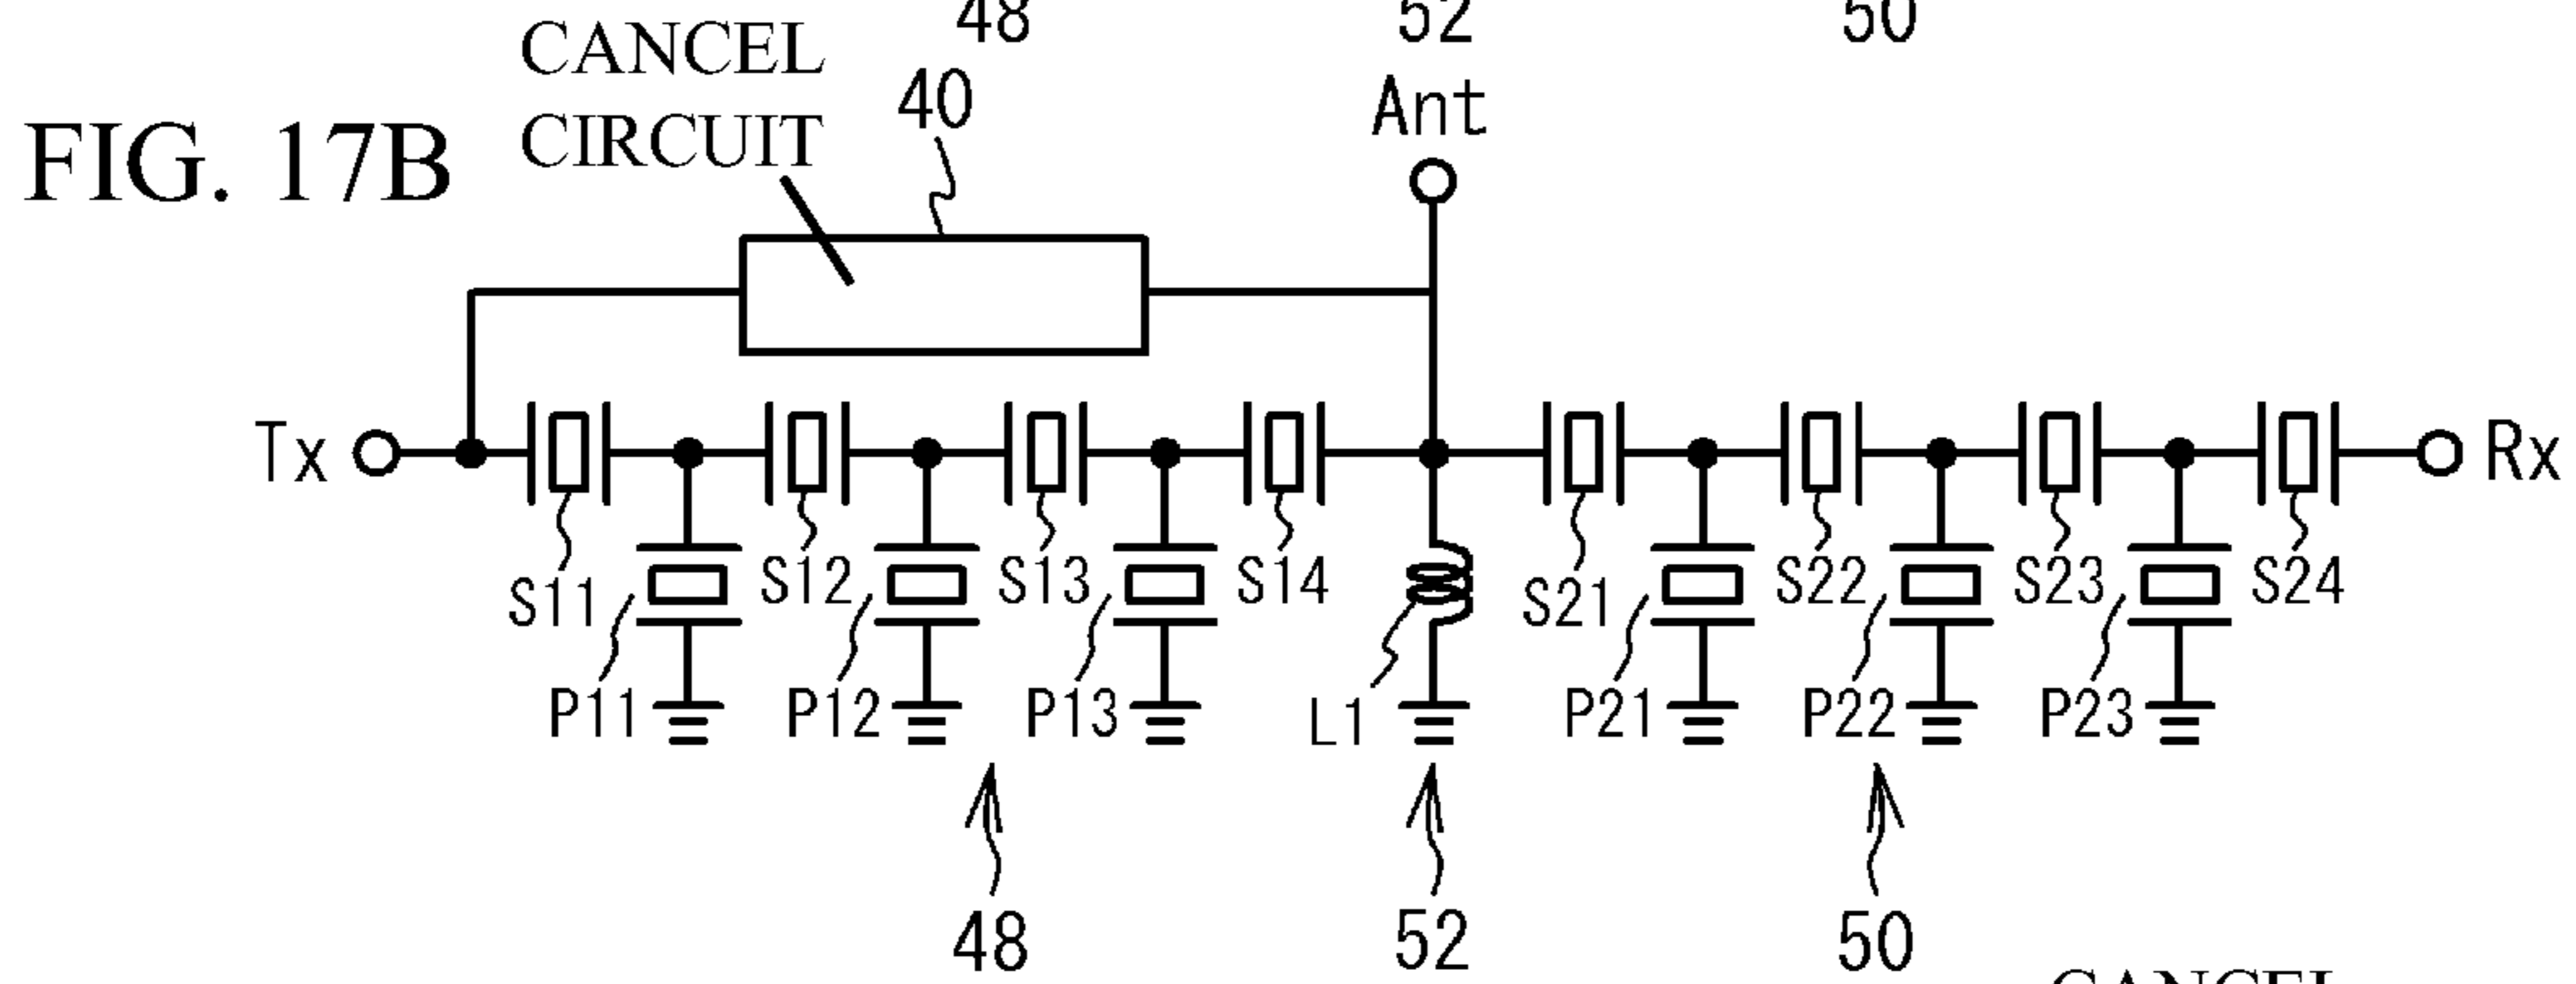 48 52 50
CANCEL
CIRCUIT
40
Ant
FIG. 17B
Tx
Rx
S11 S12 S13 S14 S21 S22 S23 S24
P11 P12 P13 L1 P21 P22 P23
48 52 50
CANCEL